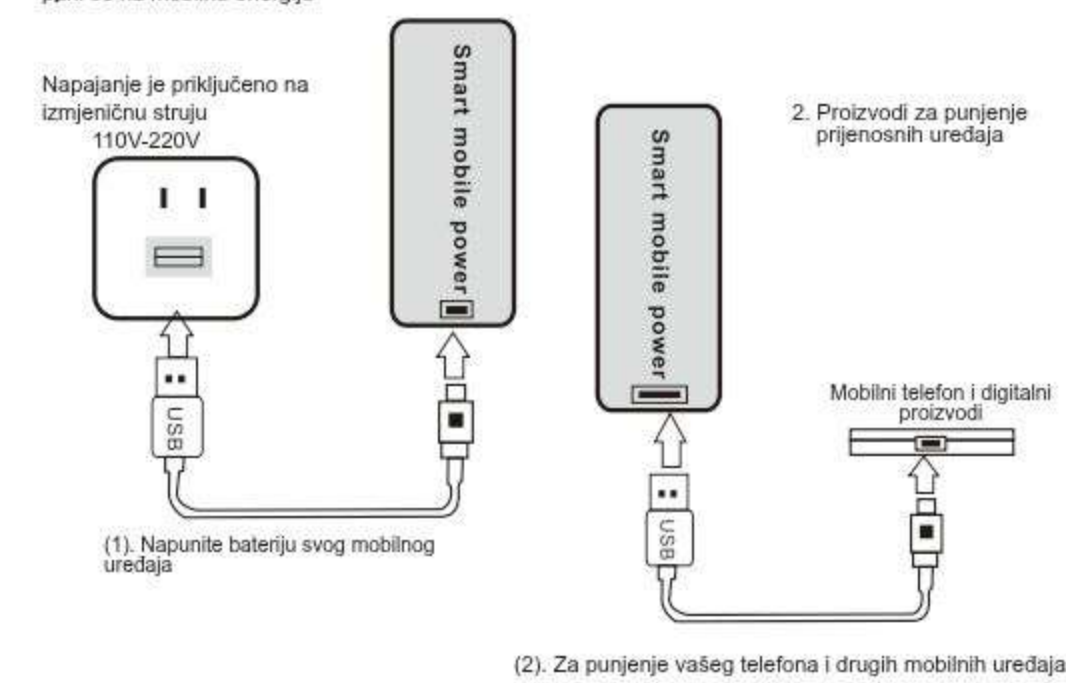 Napajanje je priključeno na
izmjeničnu struju
110V-220V
Smart mobile power
USB
(1). Napunite bateriju svog mobilnog
uređaja
2. Proizvodi za punjenje
prijenosnih uređaja
Smart mobile power
Mobilni telefon i digitalni
proizvodi
USB
(2). Za punjenje vašeg telefona i drugih mobilnih uređaja